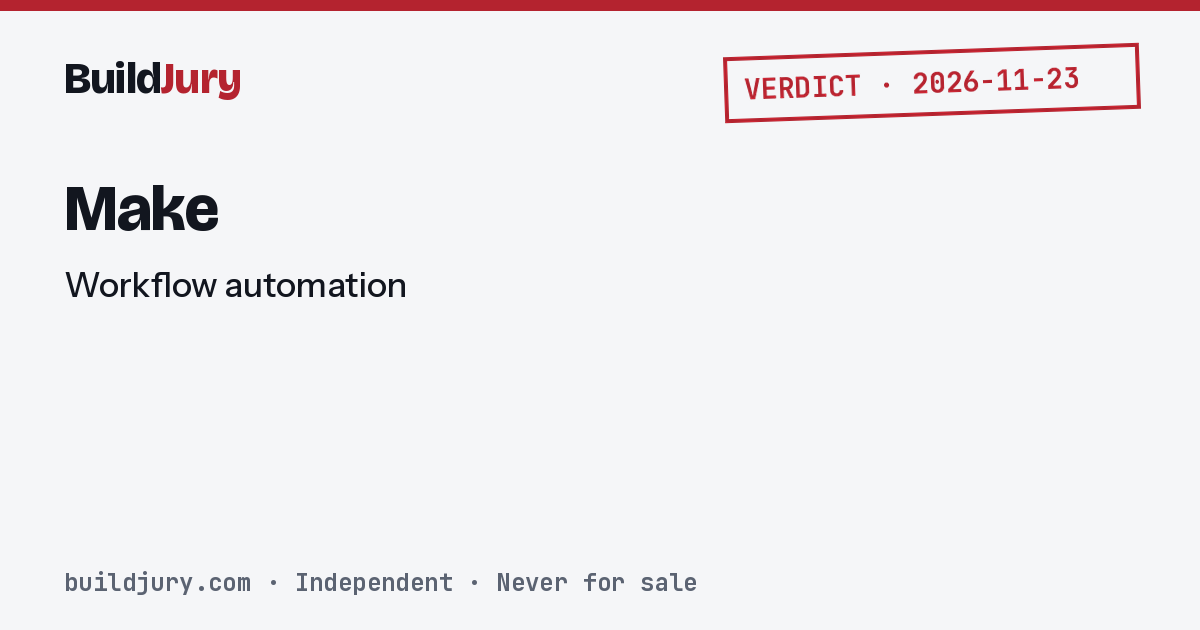 BuildJury
VERDICT · 2026-11-23
Make
Workflow automation
buildjury.com · Independent · Never for sale